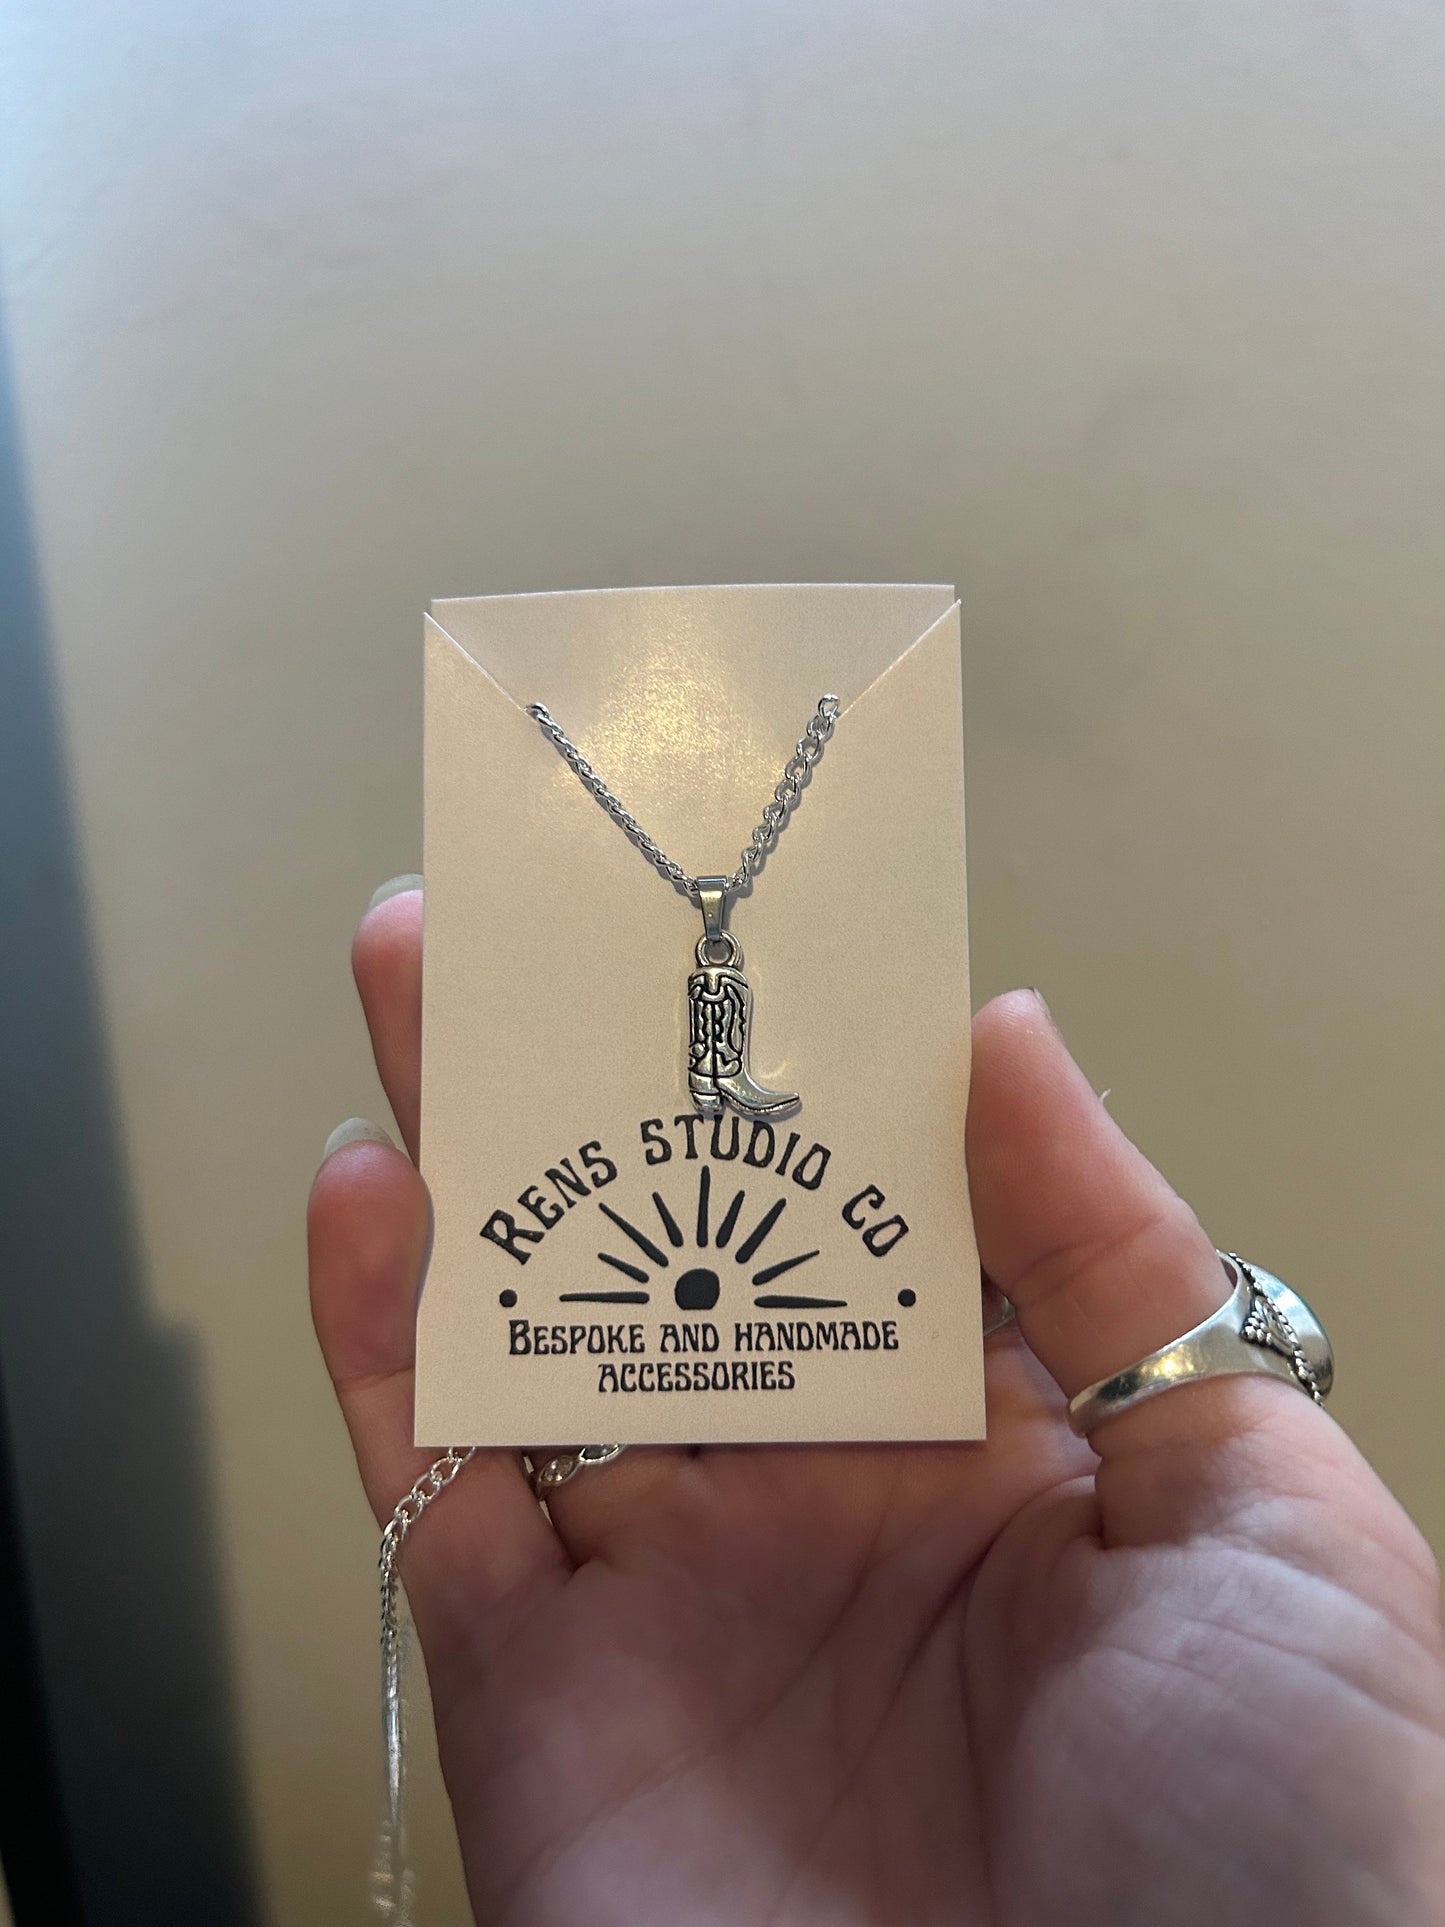 RENS STUDIO CO
BESPOKE AND HANDMADE
ACCESSORIES